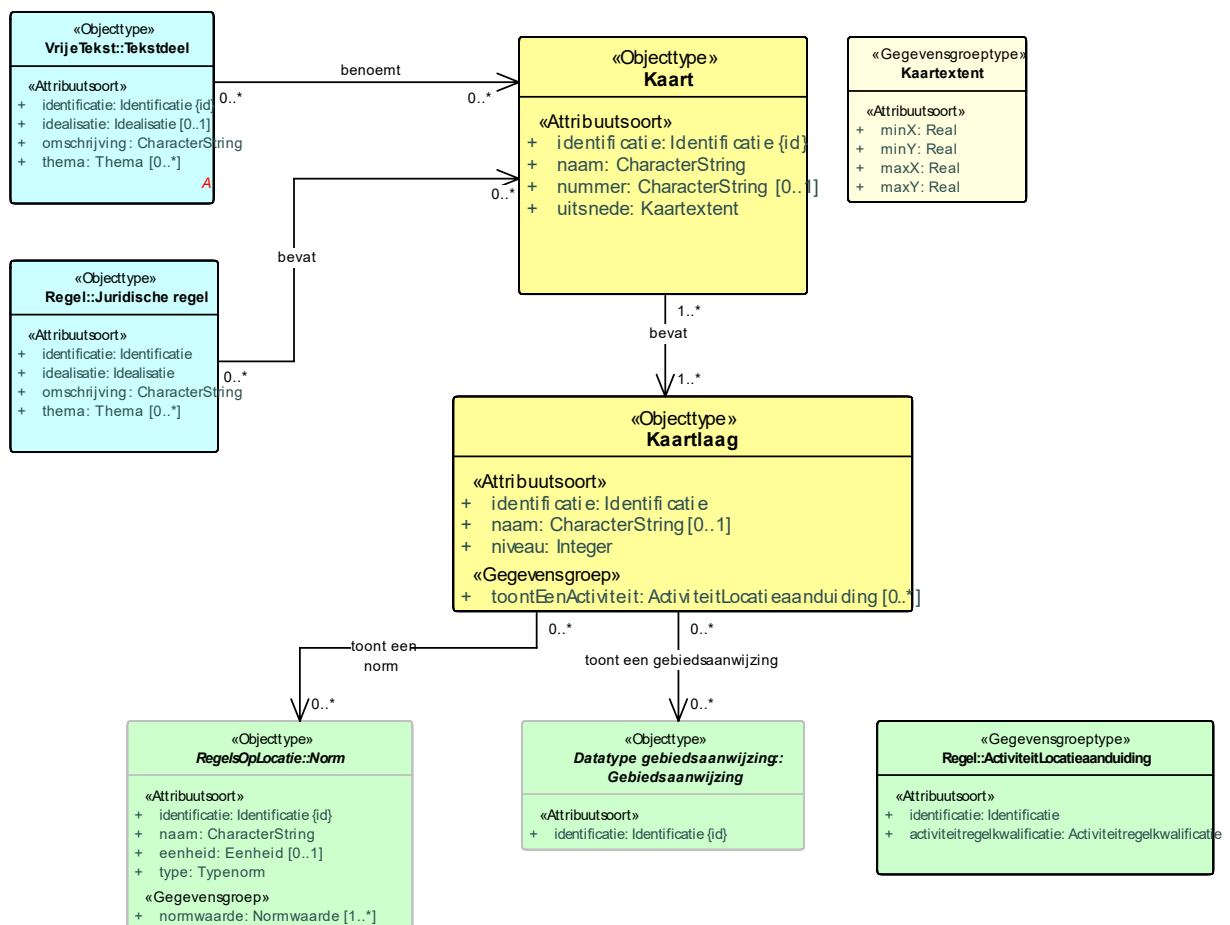 «Objecttype»
VrijeTekst::Tekstdeel
«Attribuutsoort»
+ identificatie: Identificatie {id}
+ idealisatie: Idealisatie [0..1]
+ omschrijving: CharacterString
+ thema: Thema [0..*]
A
benoemt
0..*
0..*
«Objecttype»
Kaart
«Attribuutsoort»
+ identificatie: Identificatie {id}
+ naam: CharacterString
+ nummer: CharacterString [0..1]
+ uitsnede: Kaartextent
«Gegevensgroeptype»
Kaartextent
«Attribuutsoort»
+ minX: Real
+ minY: Real
+ maxX: Real
+ maxY: Real
0..*
bevat
«Objecttype»
Regel::Juridische regel
«Attribuutsoort»
+ identificatie: Identificatie
+ idealisatie: Idealisatie
+ omschrijving: CharacterString
+ thema: Thema [0..*]
0..*
1..*
bevat
1..*
«Objecttype»
Kaartlaag
«Attribuutsoort»
+ identificatie: Identificatie
+ naam: CharacterString [0..1]
+ niveau: Integer
«Gegevensgroep»
+ toontEenActiviteit: ActiviteitLocatieaanduiding [0..*]
0..*
toont een
norm
0..*
0..*
toont een gebiedsaanwijzing
0..*
«Objecttype»
RegelsOpLocatie::Norm
«Attribuutsoort»
+ identificatie: Identificatie {id}
+ naam: CharacterString
+ eenheid: Eenheid [0..1]
+ type: Typenorm
«Gegevensgroep»
+ normwaarde: Normwaarde [1..*]
«Objecttype»
Datatype gebiedsaanwijzing::
Gebiedsaanwijzing
«Attribuutsoort»
+ identificatie: Identificatie {id}
«Gegevensgroeptype»
Regel::ActiviteitLocatieaanduiding
«Attribuutsoort»
+ identificatie: Identificatie
+ activiteitregelkwalificatie: Activiteitregelkwalificatie